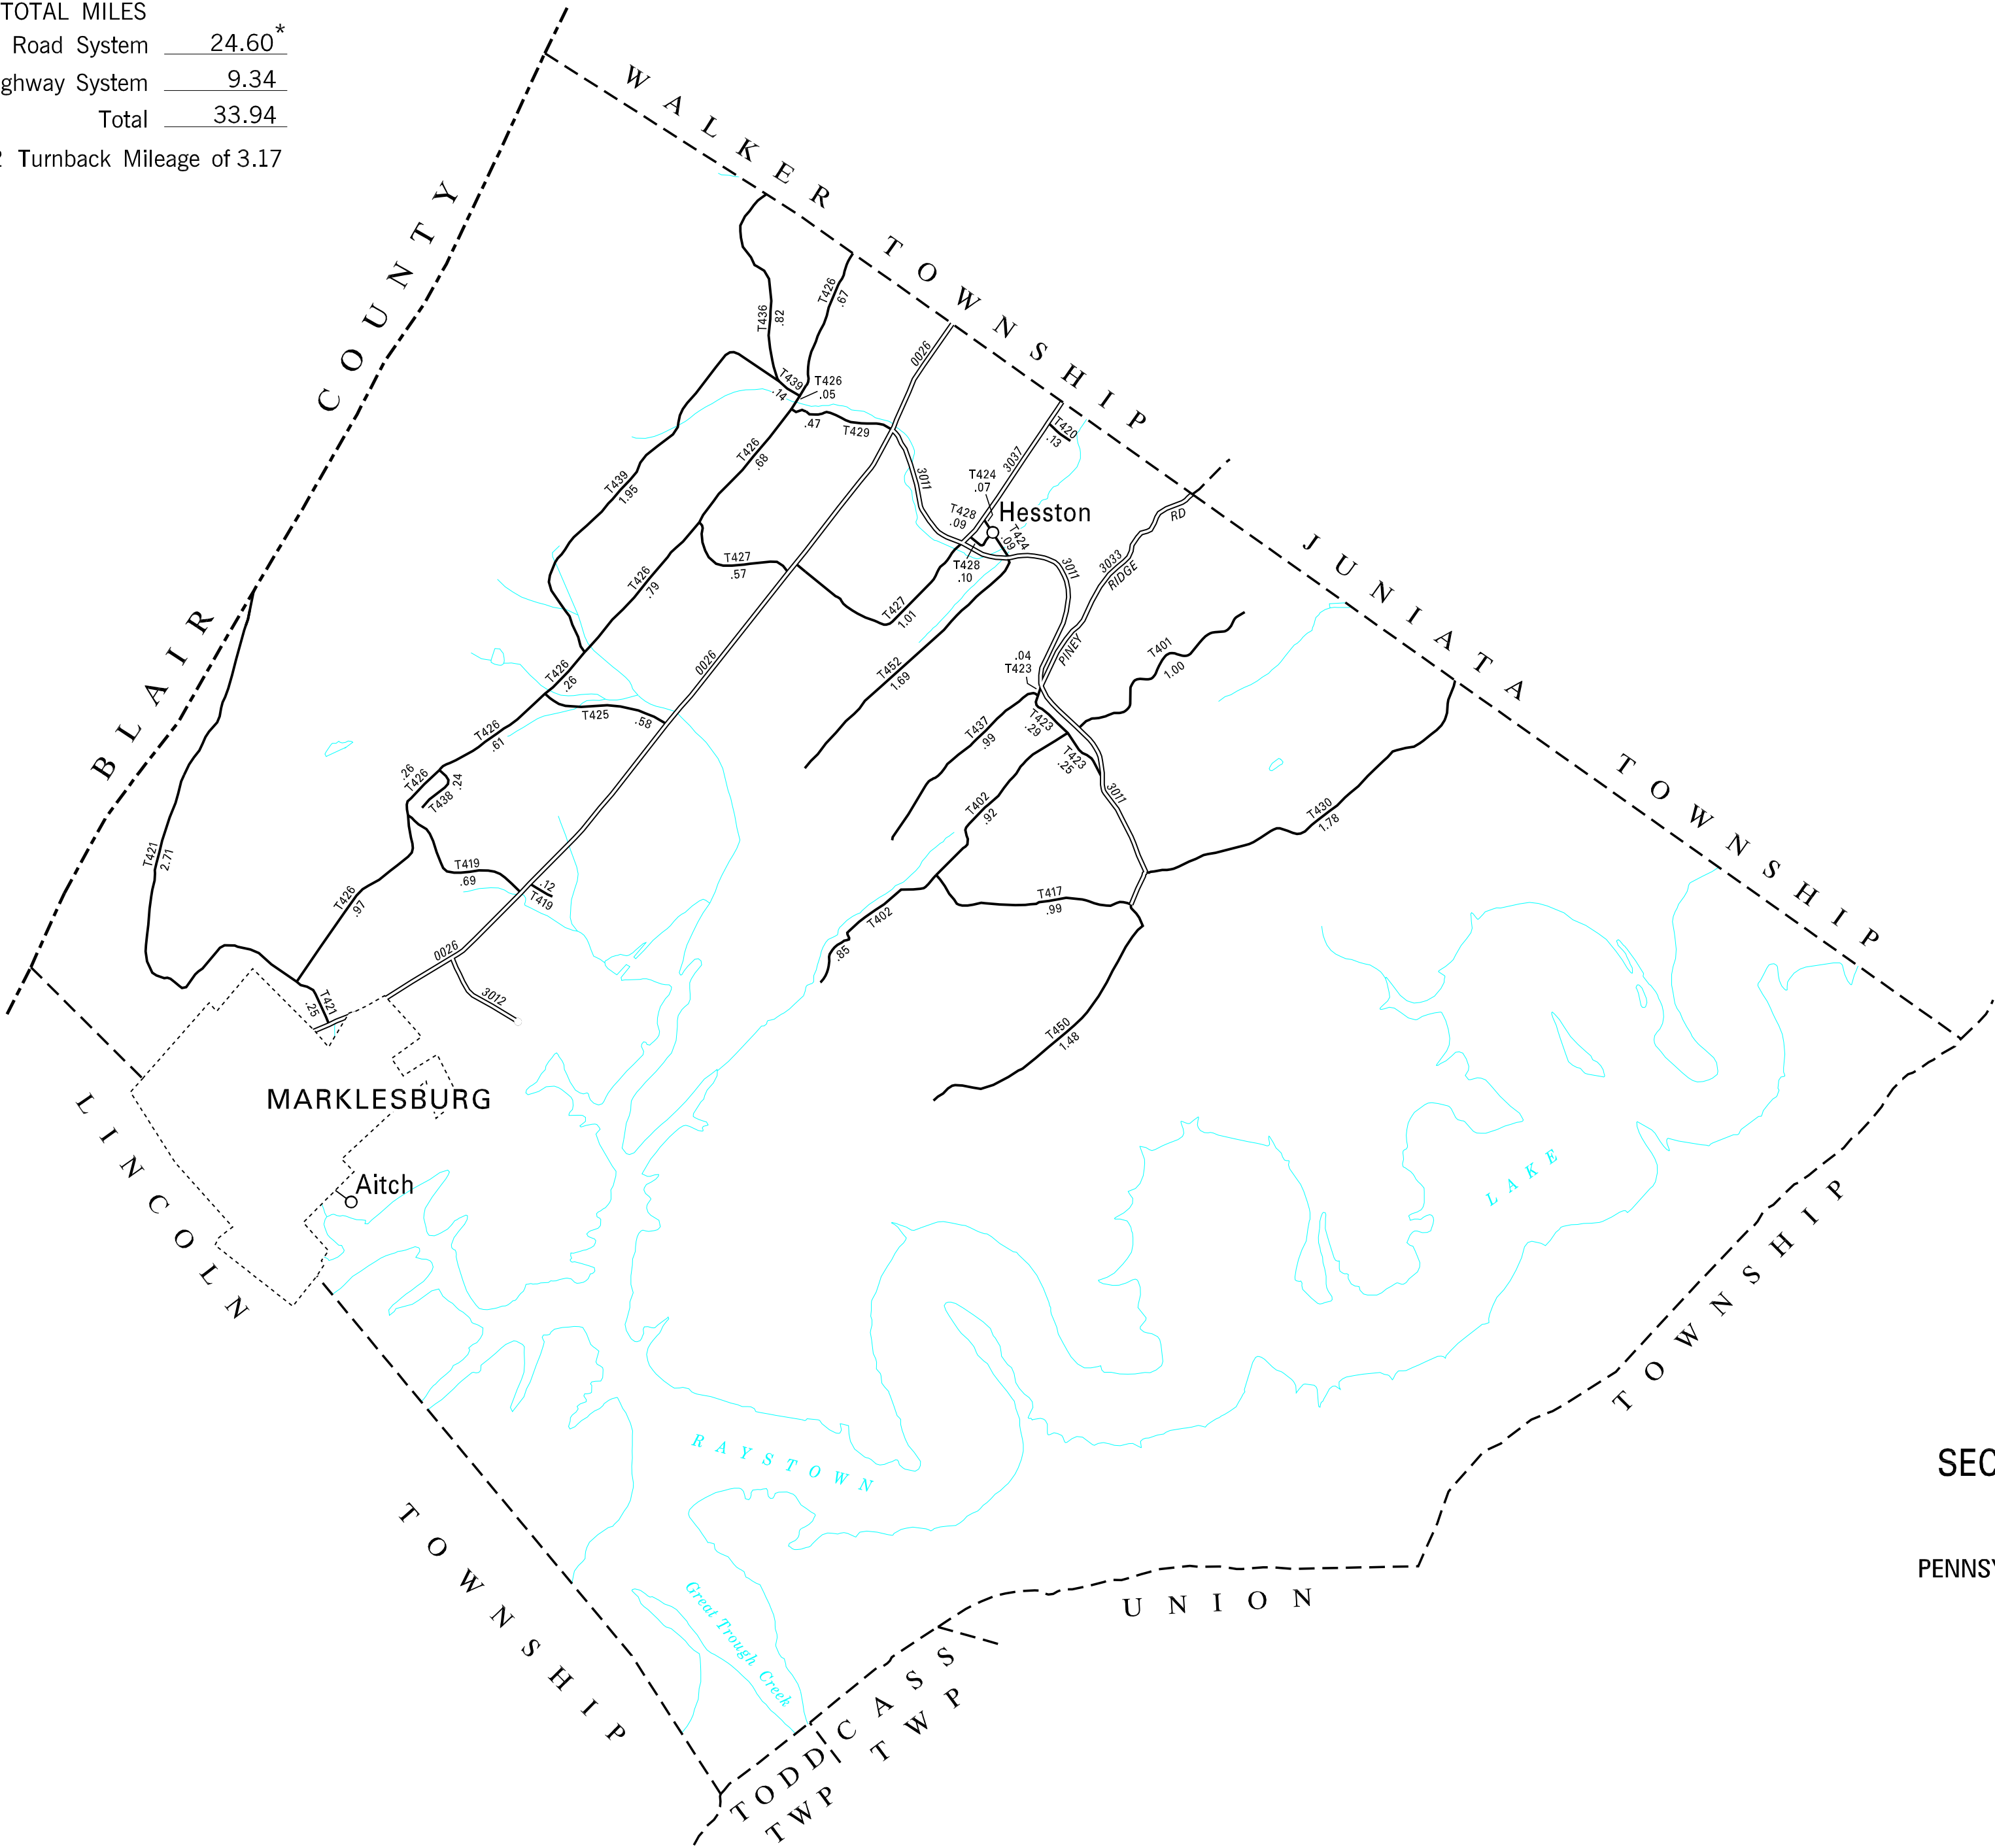 TOTAL MILES
Road System 24.60*
ghway System 9.34
Total 33.94
Turnback Mileage of 3.17
WALKER TOWNSHIP
BLAIR COUNTY
JUNIATA TOWNSHIP
LINCOLN TOWNSHIP
UNION TOWNSHIP
CASS TWP
TODD TWP
MARKLESBURG
Aitch
Hesston
RAYSTOWN LAKE
Great Trough Creek
T436 .82
T426 .67
T439 .14
T426 .05
.47 T429
T426 .68
T439 1.95
0026
3011
3037
T420 .13
T424 .07
T428 .09
T424 .09
T428 .10
T427 .57
T427 1.01
T426 .79
0026
T452 1.69
3011
3033
PINEY RIDGE RD
T401 1.00
.04 T423
T423 .29
T423 .25
T437 .99
T426 .26
T425 .58
T426 .61
.26 T426
T438 .24
T402 .92
3011
T430 1.78
T421 2.71
T419 .69
.12 T419
T426 .97
T417 .99
T402 .85
0026
3012
T421 .25
T450 1.48
SEC
PENNSY